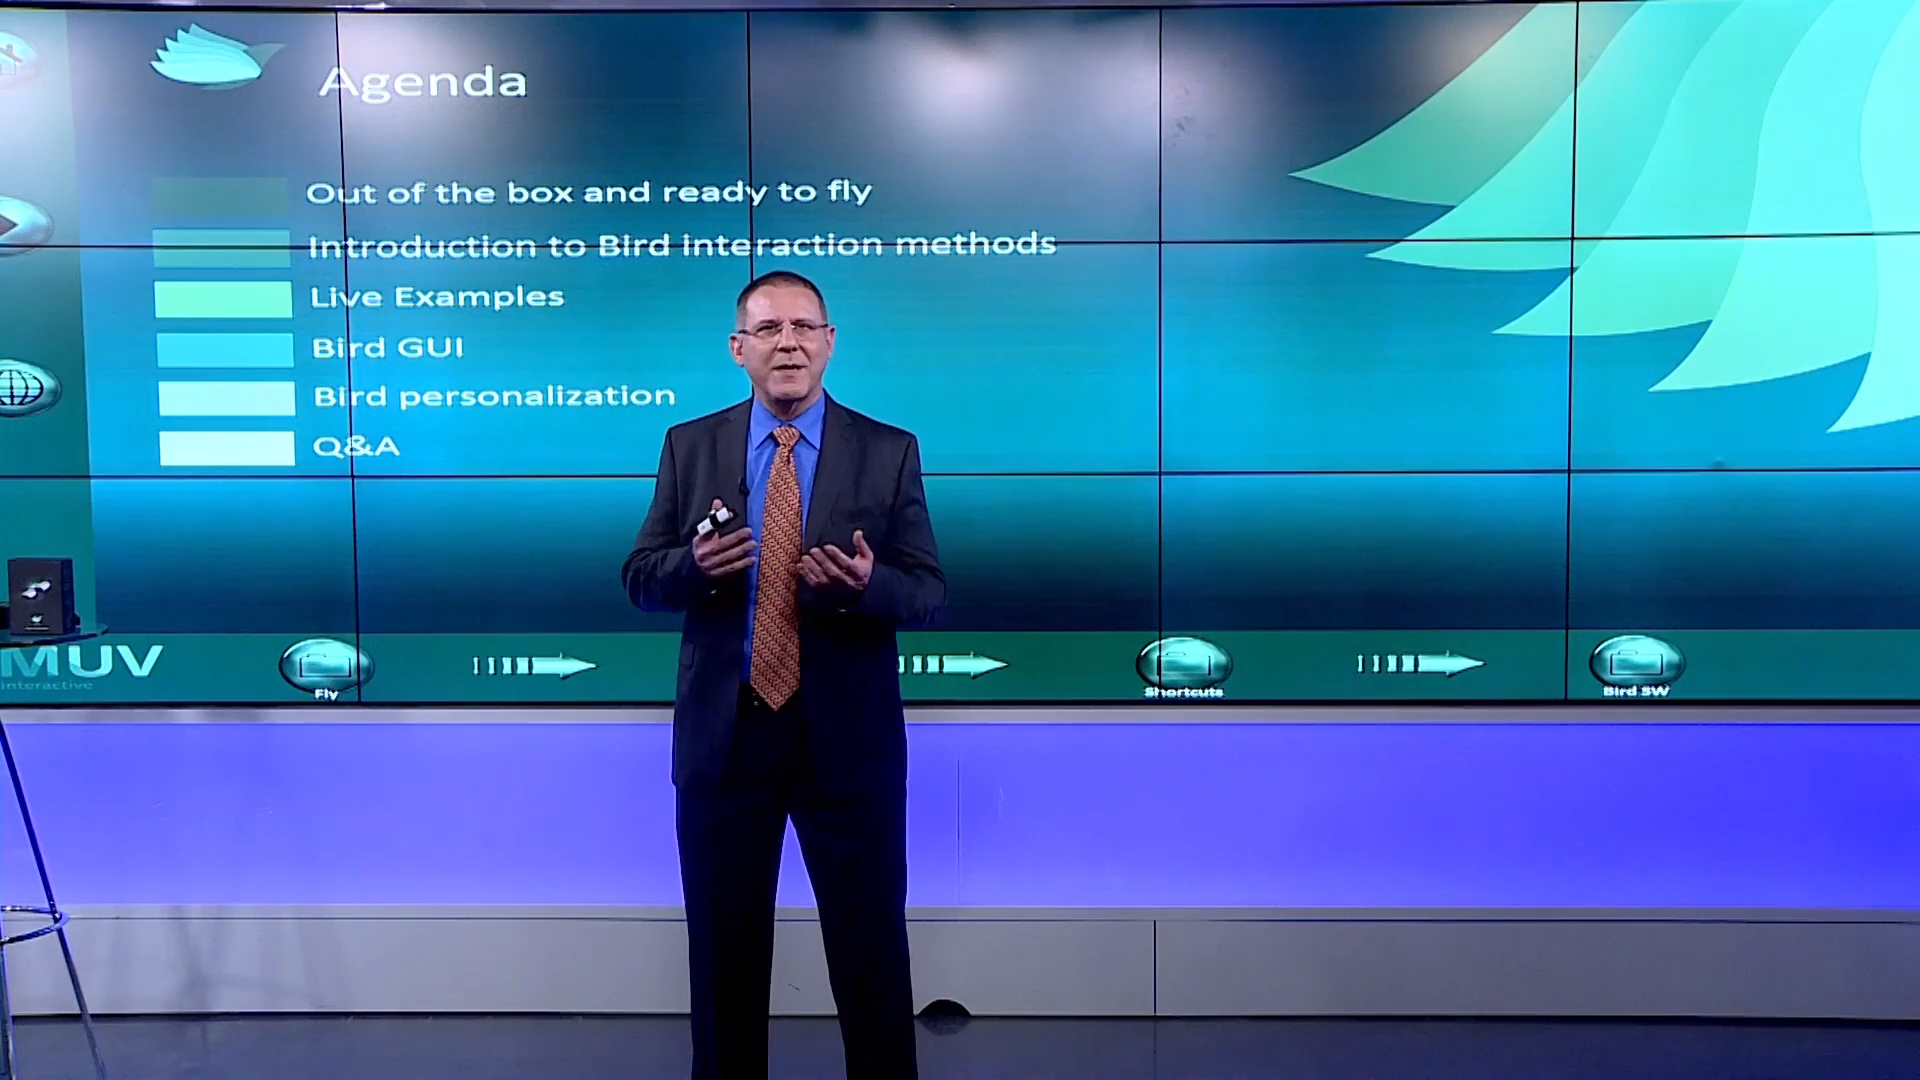 Agenda
Out of the box and ready to fly
Introduction to Bird interaction methods
Live Examples
Bird GUI
Bird personalization
Q&A
MUV
interactive
Fly
Shortcuts
Bird SW